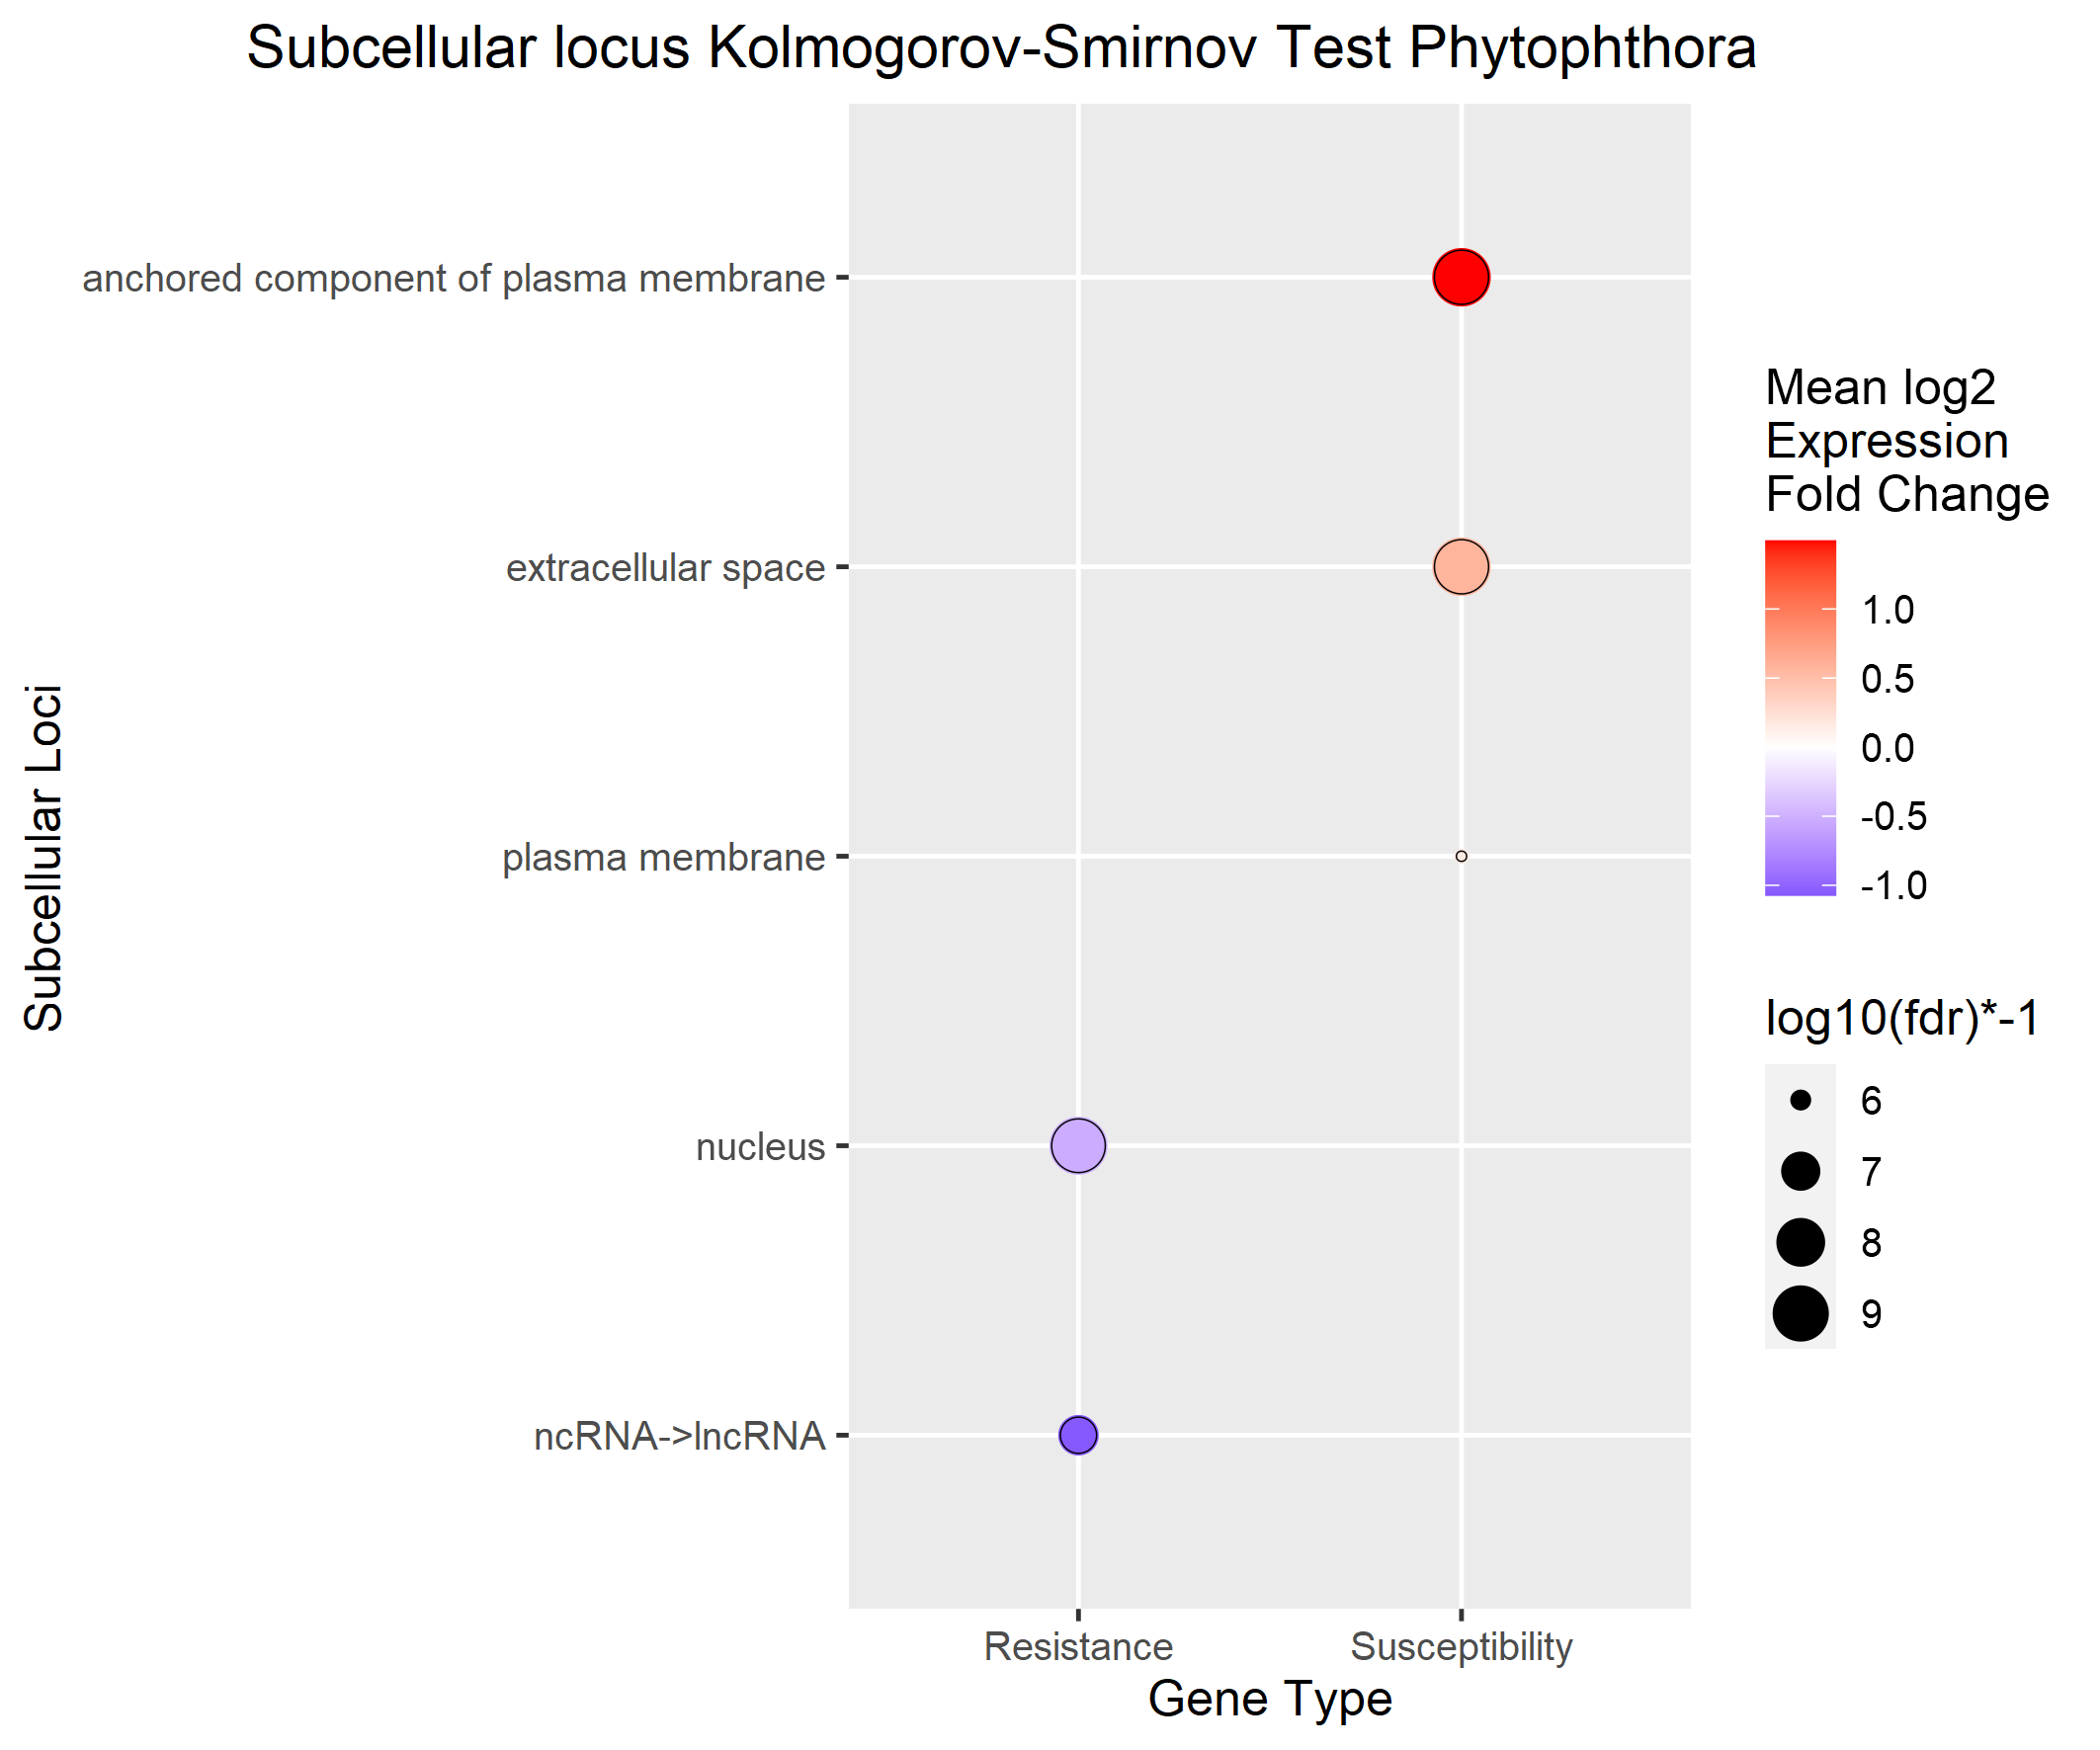 Subcellular locus Kolmogorov-Smirnov Test Phytophthora
Subcellular Loci
anchored component of plasma membrane
extracellular space
plasma membrane
nucleus
ncRNA->lncRNA
Resistance
Susceptibility
Gene Type
Mean log2
Expression
Fold Change
1.0
0.5
0.0
-0.5
-1.0
log10(fdr)*-1
6
7
8
9